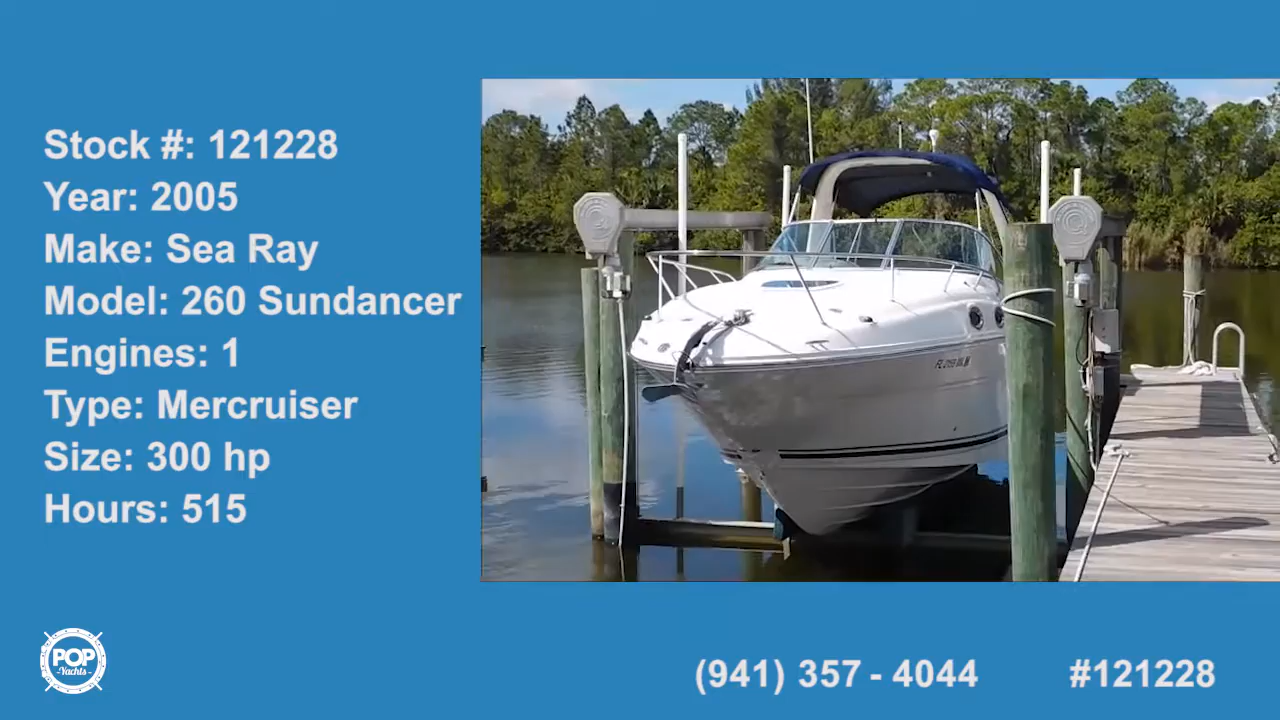 Stock #: 121228
Year: 2005
Make: Sea Ray
Model: 260 Sundancer
Engines: 1
Type: Mercruiser
Size: 300 hp
Hours: 515
POP
Yachts
(941) 357 - 4044
#121228